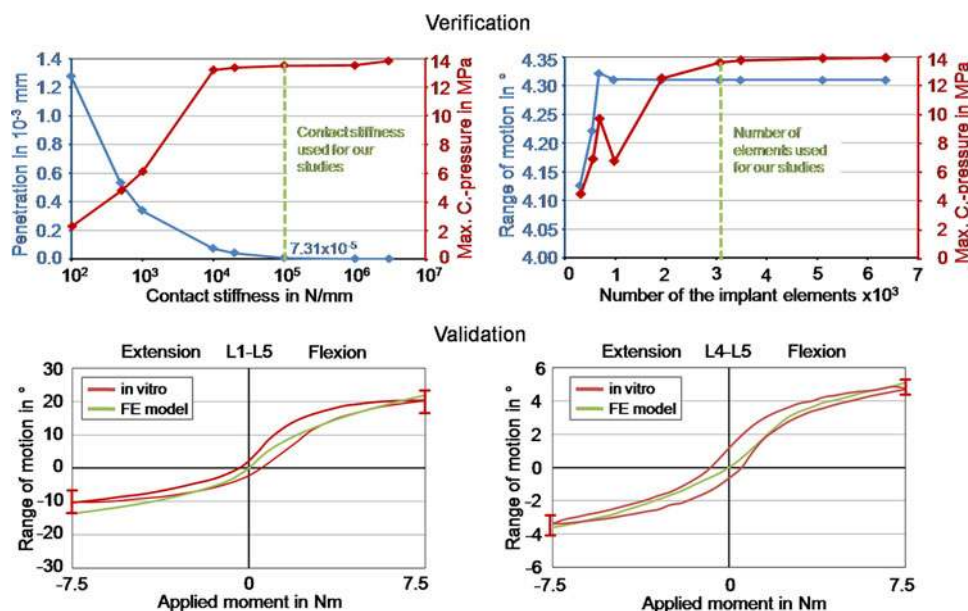 Verification
Penetration in 10-3 mm
1.4
1.2
1.0
0.8
0.6
0.4
0.2
0.0
10²
10³
10⁴
10⁵
10⁶
10⁷
Contact stiffness in N/mm
14
12
10
8
6
4
2
0
Max. C.-pressure in MPa
Contact stiffness
used for our
studies
7.31x10-5
Range of motion in °
4.35
4.30
4.25
4.20
4.15
4.10
4.05
4.00
0
1
2
3
4
5
6
7
Number of the implant elements x10³
14
12
10
8
6
4
2
0
Max. C.-pressure in MPa
Number of
elements used
for our studies
Validation
Extension L1–L5 Flexion
Range of motion in °
30
20
10
0
–10
–20
–30
in vitro
FE model
-7.5
0
7.5
Applied moment in Nm
Extension L4–L5 Flexion
Range of motion in °
6
4
2
0
–2
–4
–6
in vitro
FE model
-7.5
0
7.5
Applied moment in Nm